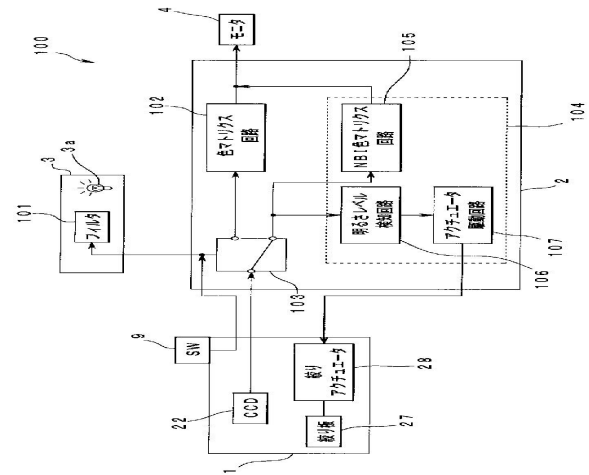 100
3
3a
101
フィルタ
4
モニタ
102
色マトリクス
回路
105
NBI色マトリクス
回路
104
9
SW
103
明るさレベル
検知回路
106
アクチュエータ
駆動回路
107
2
22
CCD
絞り
アクチュエータ
28
絞り板
27
1